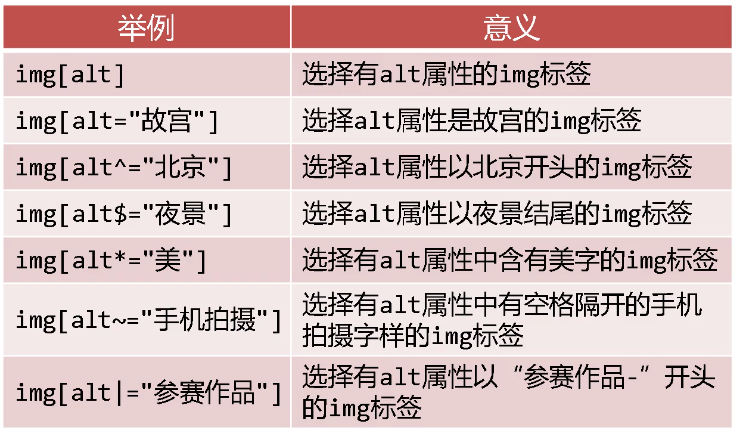 举例 意义
img[alt] 选择有alt属性的img标签
img[alt="故宫"] 选择alt属性是故宫的img标签
img[alt^="北京"] 选择alt属性以北京开头的img标签
img[alt$="夜景"] 选择alt属性以夜景结尾的img标签
img[alt*="美"] 选择有alt属性中含有美字的img标签
img[alt~="手机拍摄"] 选择有alt属性中有空格隔开的手机
拍摄字样的img标签
img[alt|="参赛作品"] 选择有alt属性以“参赛作品-”开头
的img标签